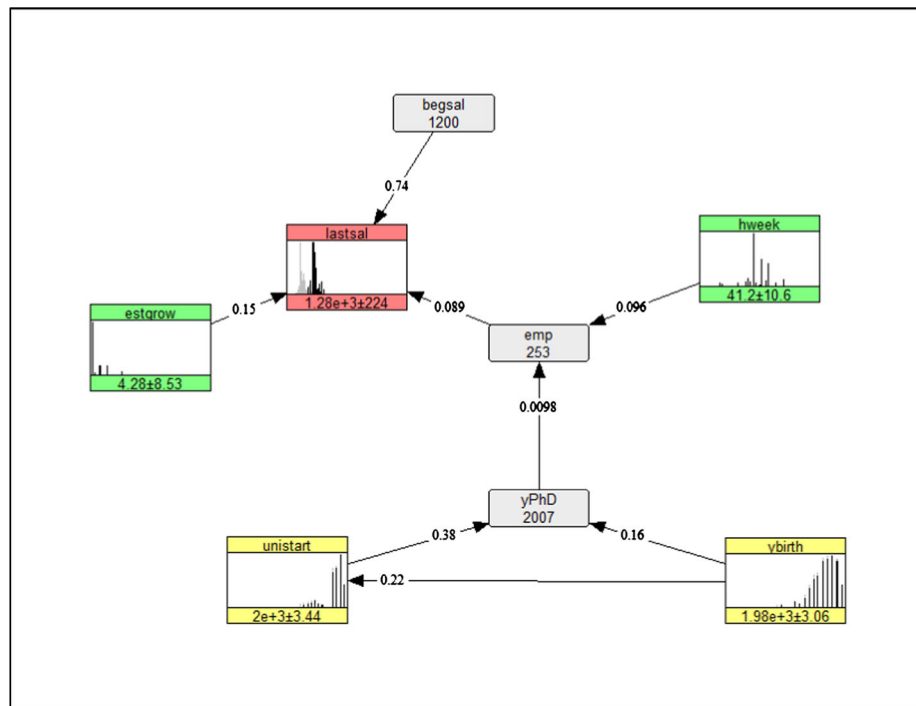 begsal
1200
0.74
lastsal
1.28e+3±224
hweek
41.2±10.6
estgrow
4.28±8.53
0.15
0.089
0.096
emp
253
0.0098
yPhD
2007
unistart
2e+3±3.44
0.38
0.16
0.22
ybirth
1.98e+3±3.06